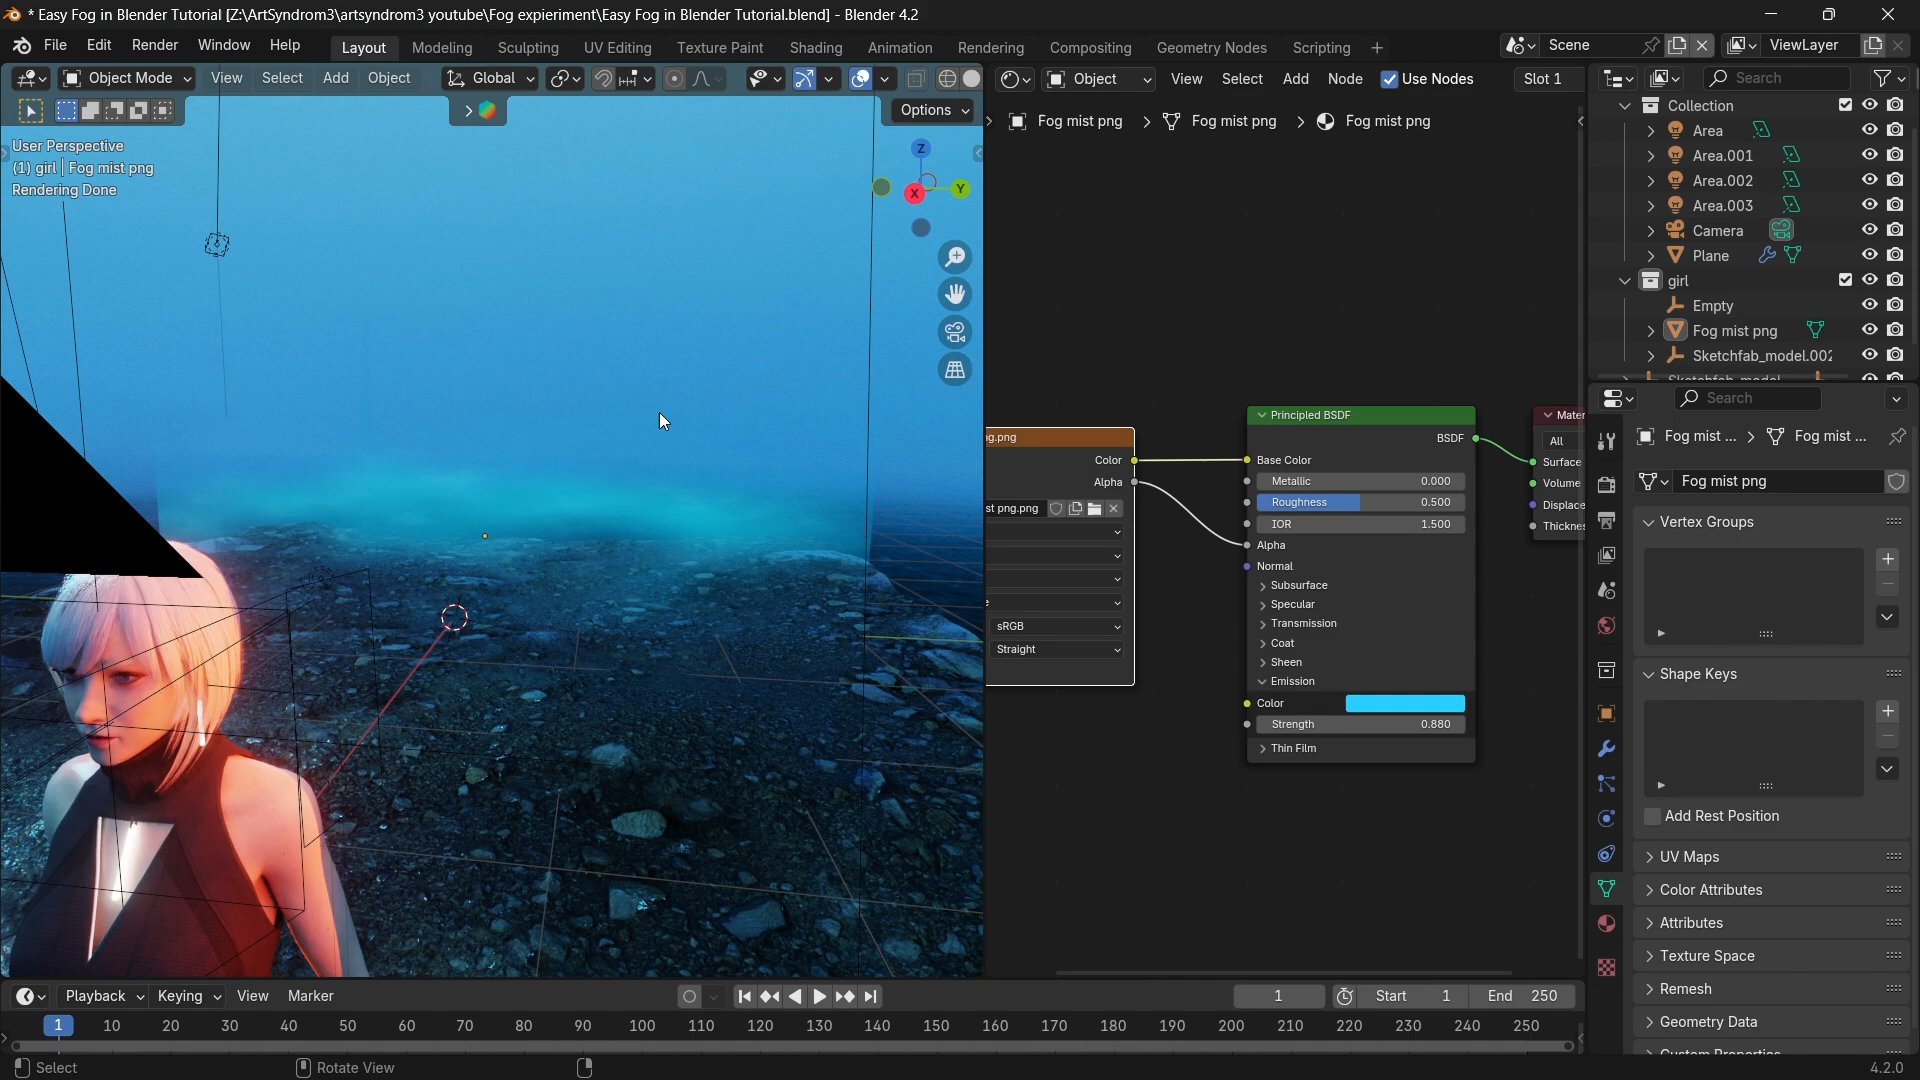 * Easy Fog in Blender Tutorial [Z:\ArtSyndrom3\artsyndrom3 youtube\Fog expieriment\Easy Fog in Blender Tutorial.blend] - Blender 4.2
File Edit Render Window Help Layout Modeling Sculpting UV Editing Texture Paint Shading Animation Rendering Compositing Geometry Nodes Scripting + Scene ViewLayer
Object Mode View Select Add Object Global Object View Select Add Node Use Nodes Slot 1 Search
Options
User Perspective
(1) girl | Fog mist png
Rendering Done
Z
X
Y
Fog mist png > Fog mist png > Fog mist png
g.png
Color
Alpha
st png.png
e
sRGB
Straight
Principled BSDF
BSDF
Base Color
Metallic 0.000
Roughness 0.500
IOR 1.500
Alpha
Normal
Subsurface
Specular
Transmission
Coat
Sheen
Emission
Color
Strength 0.880
Thin Film
Mater
All
Surface
Volume
Displace
Thicknes
Collection
Area
Area.001
Area.002
Area.003
Camera
Plane
girl
Empty
Fog mist png
Sketchfab_model.002
Sketchfab_model
Search
Fog mist ... > Fog mist ...
Fog mist png
Vertex Groups
Shape Keys
Add Rest Position
UV Maps
Color Attributes
Attributes
Texture Space
Remesh
Geometry Data
Custom Properties
Playback Keying View Marker 1 Start 1 End 250
1 10 20 30 40 50 60 70 80 90 100 110 120 130 140 150 160 170 180 190 200 210 220 230 240 250
Select Rotate View 4.2.0